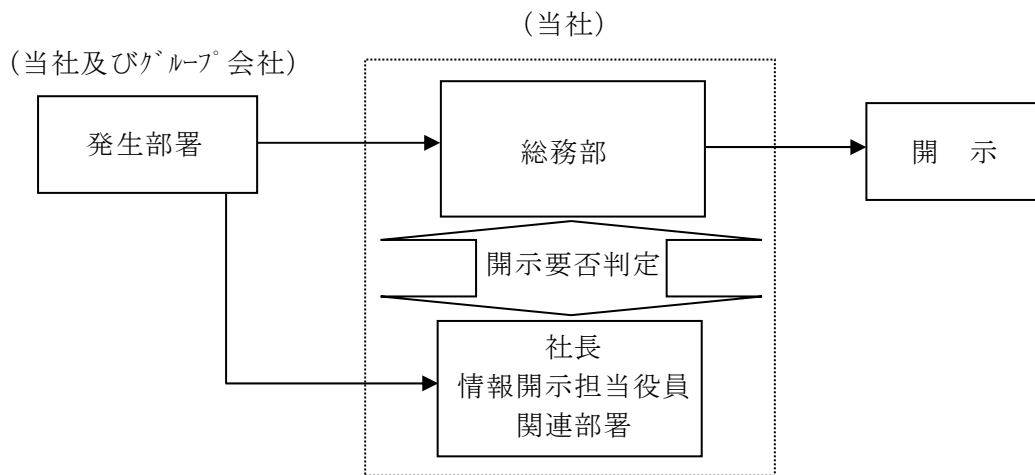 (当社)
(当社及びｸﾞﾙｰﾌﾟ会社)
発生部署
総務部
開　示
開示要否判定
社長
情報開示担当役員
関連部署